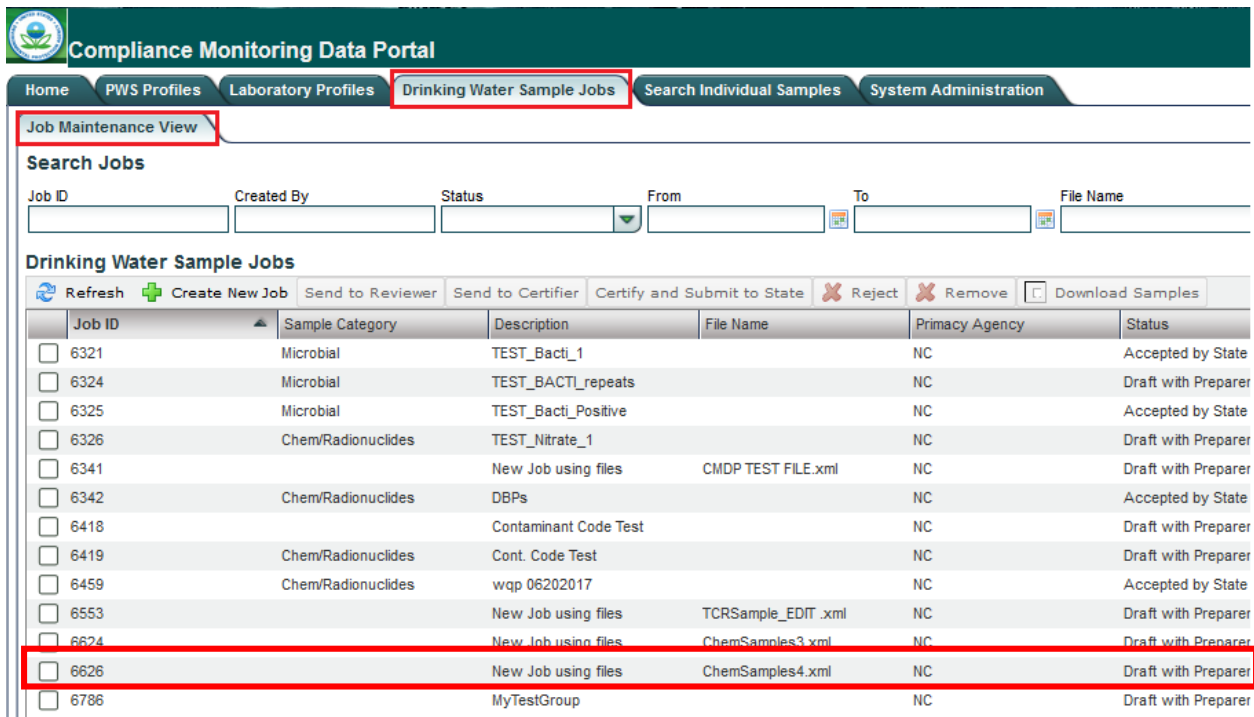 Compliance Monitoring Data Portal
Home PWS Profiles Laboratory Profiles Drinking Water Sample Jobs Search Individual Samples System Administration
Job Maintenance View
Search Jobs
Job ID Created By Status From To File Name
Drinking Water Sample Jobs
Refresh Create New Job Send to Reviewer Send to Certifier Certify and Submit to State Reject Remove Download Samples
Job ID Sample Category Description File Name Primacy Agency Status
6321 Microbial TEST_Bacti_1 NC Accepted by State
6324 Microbial TEST_BACTI_repeats NC Draft with Preparer
6325 Microbial TEST_Bacti_Positive NC Accepted by State
6326 Chem/Radionuclides TEST_Nitrate_1 NC Draft with Preparer
6341 New Job using files CMDP TEST FILE.xml NC Draft with Preparer
6342 Chem/Radionuclides DBPs NC Accepted by State
6418 Contaminant Code Test NC Draft with Preparer
6419 Chem/Radionuclides Cont. Code Test NC Draft with Preparer
6459 Chem/Radionuclides wqp 06202017 NC Accepted by State
6553 New Job using files TCRSample_EDIT .xml NC Draft with Preparer
6624 New Job using files ChemSamples3.xml NC Draft with Preparer
6626 New Job using files ChemSamples4.xml NC Draft with Preparer
6786 MyTestGroup NC Draft with Preparer